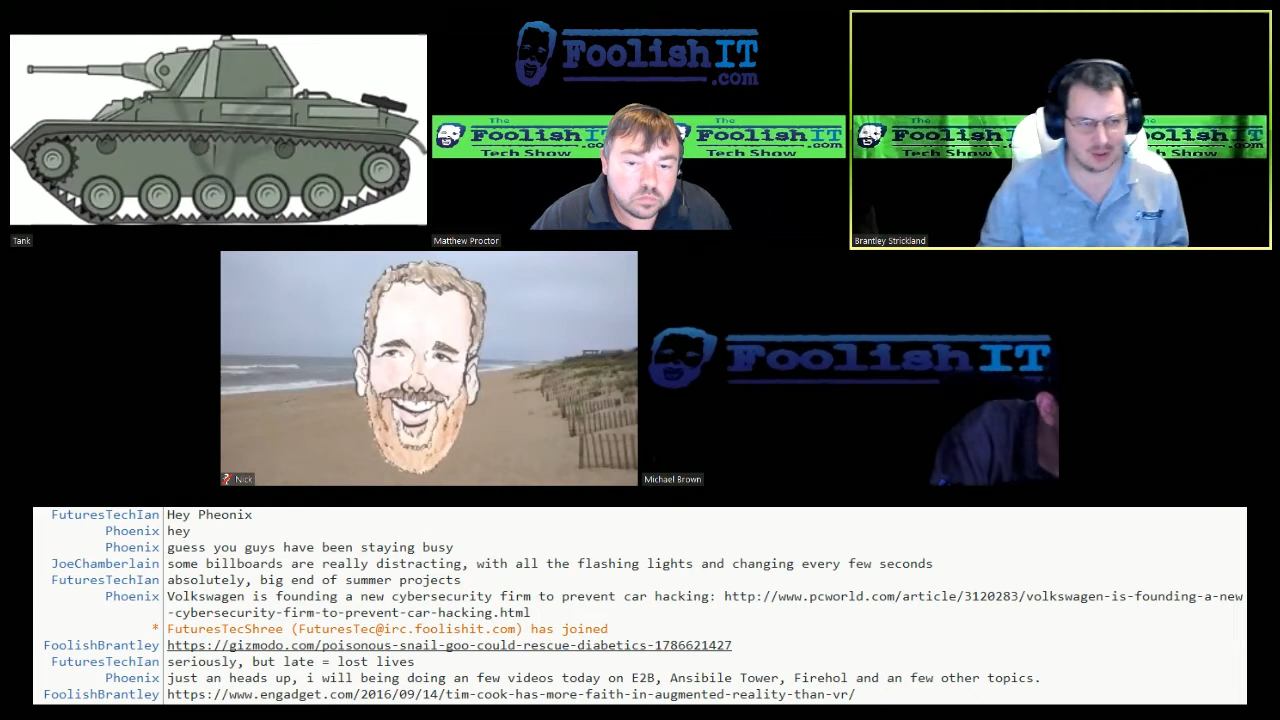 FoolishIT
.com
The
FoolishIT
.co
Tech Show
The
FoolishIT
.com
Tech Show
The
FoolishIT
Tech Show
FoolishIT
.com
Tech Show
Tank
Matthew Proctor
Brantley Strickland
FoolishIT
Nick
Michael Brown
FuturesTechIan Hey Pheonix
Phoenix hey
Phoenix guess you guys have been staying busy
JoeChamberlain some billboards are really distracting, with all the flashing lights and changing every few seconds
FuturesTechIan absolutely, big end of summer projects
Phoenix Volkswagen is founding a new cybersecurity firm to prevent car hacking: http://www.pcworld.com/article/3120283/volkswagen-is-founding-a-new
-cybersecurity-firm-to-prevent-car-hacking.html
* FuturesTecShree (FuturesTec@irc.foolishit.com) has joined
FoolishBrantley https://gizmodo.com/poisonous-snail-goo-could-rescue-diabetics-1786621427
FuturesTechIan seriously, but late = lost lives
Phoenix just an heads up, i will being doing an few videos today on E2B, Ansibile Tower, Firehol and an few other topics.
FoolishBrantley https://www.engadget.com/2016/09/14/tim-cook-has-more-faith-in-augmented-reality-than-vr/